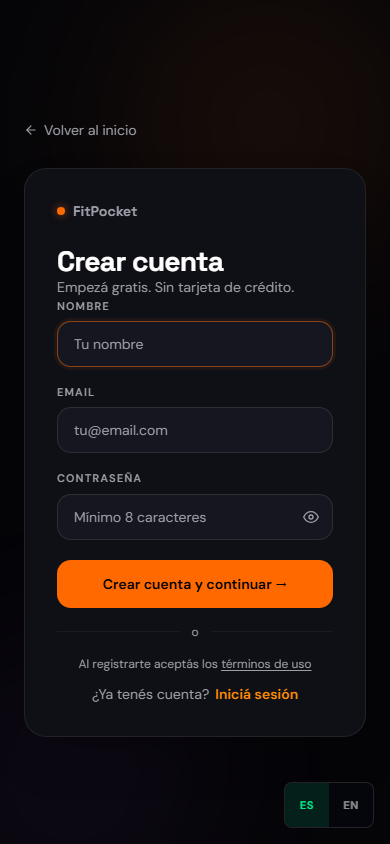 ← Volver al inicio
FitPocket
Crear cuenta
Empezá gratis. Sin tarjeta de crédito.
NOMBRE
Tu nombre
EMAIL
tu@email.com
CONTRASEÑA
Mínimo 8 caracteres
Crear cuenta y continuar →
o
Al registrarte aceptás los términos de uso
¿Ya tenés cuenta? Iniciá sesión
ES EN